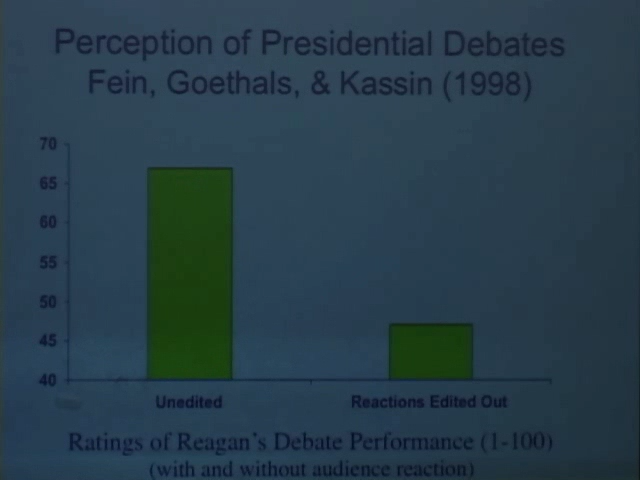 Perception of Presidential Debates
Fein, Goethals, & Kassin (1998)
70
65
60
55
50
45
40
Unedited
Reactions Edited Out
Ratings of Reagan's Debate Performance (1-100)
(with and without audience reaction)